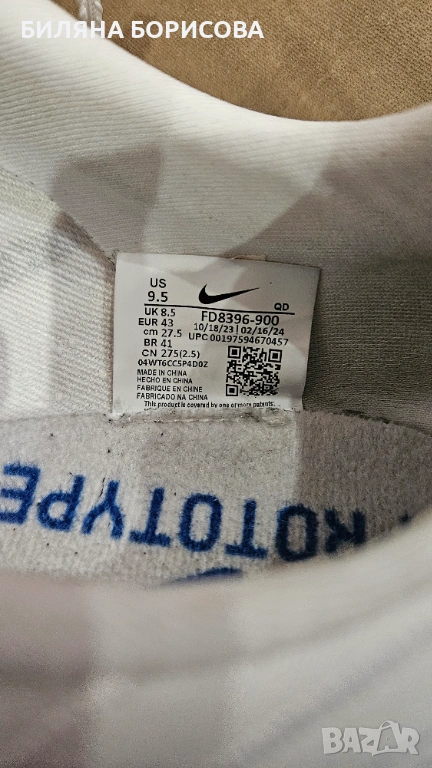 БИЛЯНА БОРИСОВА
US
9.5
QD
UK 8.5
FD8396-900
EUR 43
10/18/23 02/16/24
cm 27.5
UPC 00197594670457
BR 41
CN 275(2.5)
04WT6CC5P4D0Z
MADE IN CHINA
HECHO EN CHINA
FABRIQUE EN CHINE
FABRICADO NA CHINA
This product is covered by one or more patents.
ROTOTYPE
BAZAR